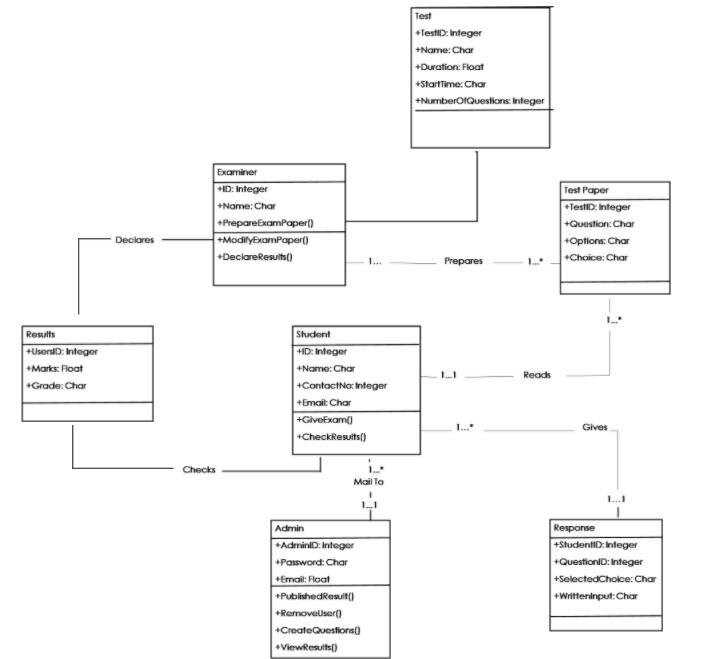 Test
+TestID: Integer
+Name: Char
+Duration: Float
+StartTime: Char
+NumberOfQuestions: Integer
Examiner
+ID: Integer
+Name: Char
+PrepareExamPaper()
+ModifyExamPaper()
+DeclareResults()
Test Paper
+TestID: Integer
+Question: Char
+Options: Char
+Choice: Char
Declares
1...
Prepares
1...*
1...*
Results
+UsersID: Integer
+Marks: Float
+Grade: Char
Student
+ID: Integer
+Name: Char
+ContactNo: Integer
+Email: Char
+GiveExam()
+CheckResults()
1...1
Reads
1...*
Gives
Checks
1...*
Mail To
1...1
1...1
Admin
+AdminID: Integer
+Password: Char
+Email: Float
+PublishedResult()
+RemoveUser()
+CreateQuestions()
+ViewResults()
Response
+StudentID: Integer
+QuestionID: Integer
+SelectedChoice: Char
+WrittenInput: Char